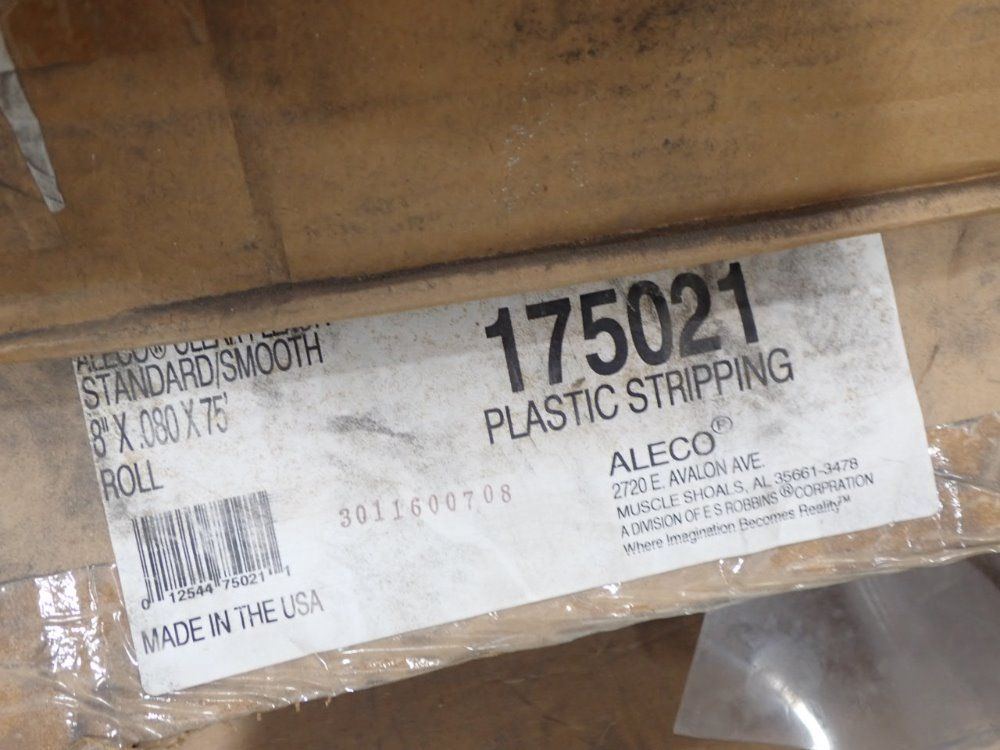 ALECO®
STANDARD/SMOOTH
8" X .080 X 75'
ROLL
175021
PLASTIC STRIPPING
ALECO®
2720 E. AVALON AVE.
MUSCLE SHOALS, AL 35661-3478
A DIVISION OF E S ROBBINS ® CORPRATION
Where Imagination Becomes Reality™
3011600708
0 12544 75021 1
MADE IN THE USA